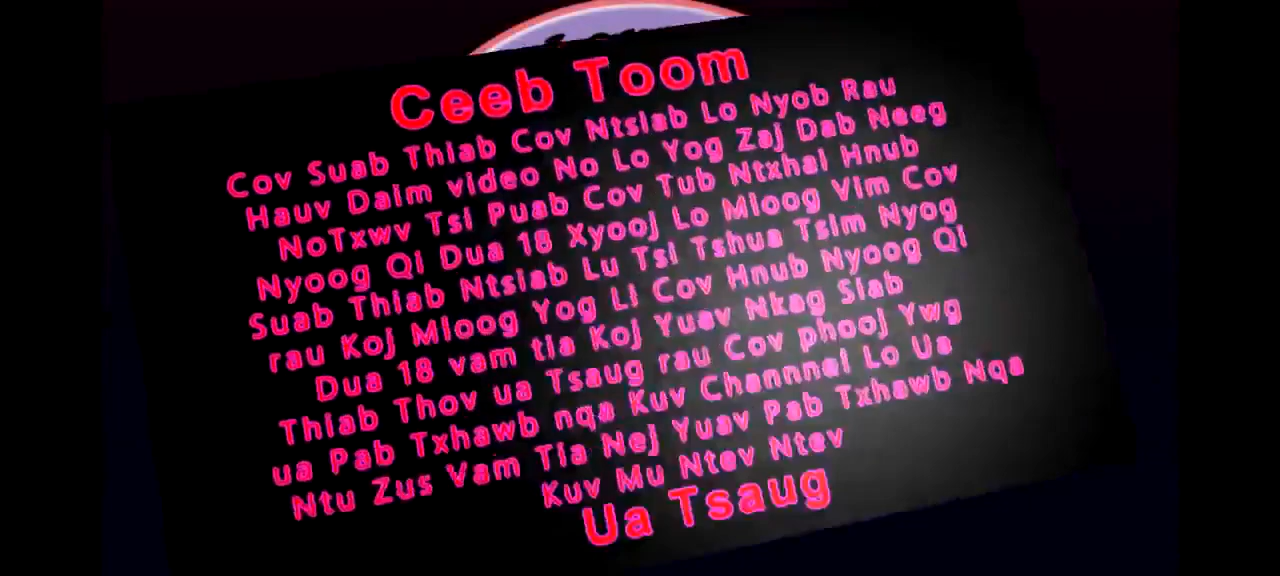 Ceeb Toom
Cov Suab Thiab Cov Ntsiab Lo Nyob Rau
Hauv Daim video No Lo Yog Zaj Dab Neeg
NoTxwv Tsi Puab Cov Tub Ntxhai Hnub
Nyoog Qi Dua 18 Xyooj Lo Mloog Vim Cov
Suab Thiab Ntsiab Lu Tsi Tshua Tsim Nyog
rau Koj Mloog Yog Li Cov Hnub Nyoog Qi
Dua 18 vam tia Koj Yuav Nkag Siab
Thiab Thov ua Tsaug rau Cov phooj Ywg
ua Pab Txhawb nqa Kuv Channnel Lo Ua
Ntu Zus Vam Tia Nej Yuav Pab Txhawb Nqa
Kuv Mu Ntev Ntev
Ua Tsaug